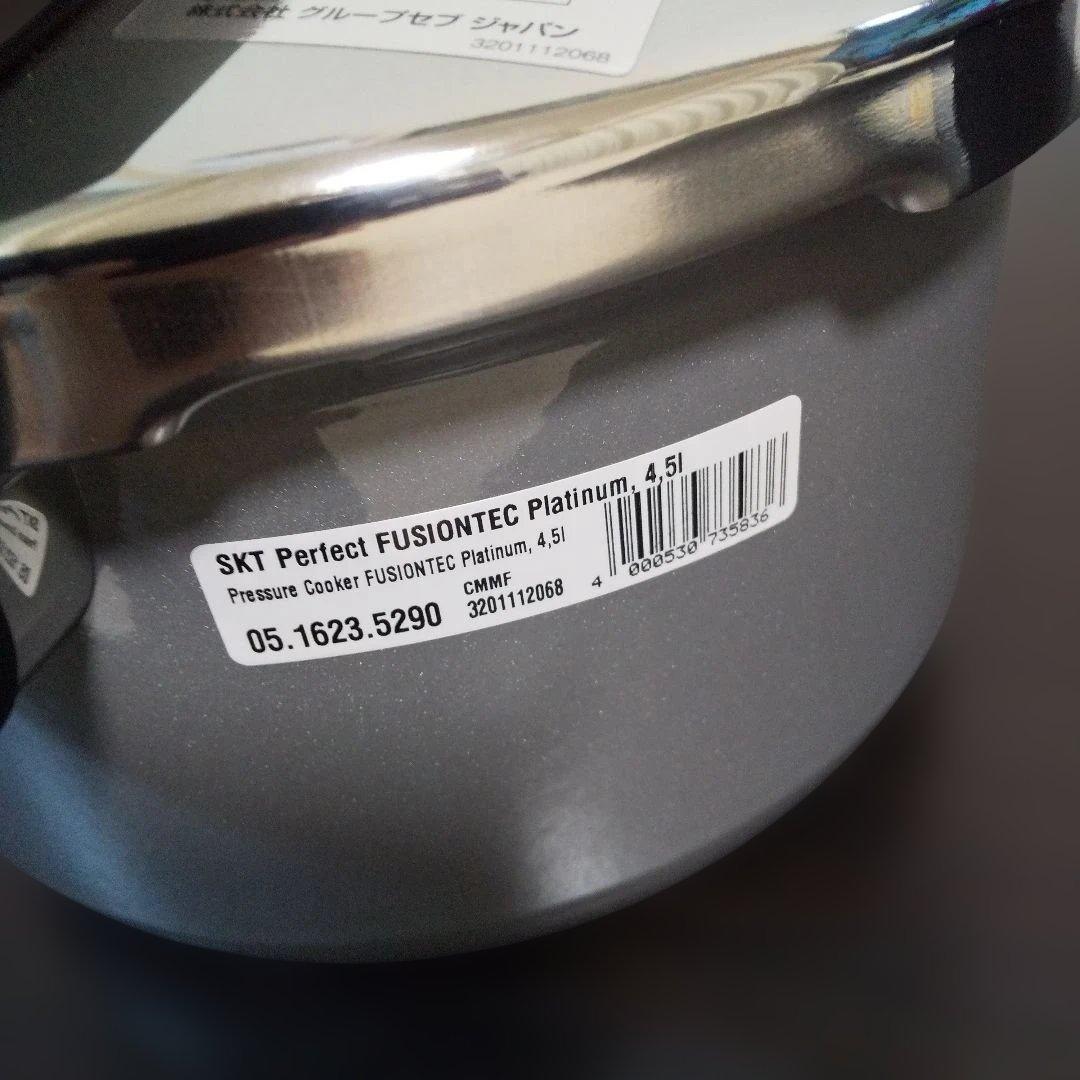 株式会社 グループセブ ジャパン
3201112068
SKT Perfect FUSIONTEC Platinum, 4,5l
Pressure Cooker FUSIONTEC Platinum, 4,5l
05.1623.5290
CMMF
3201112068
4 000530 735836